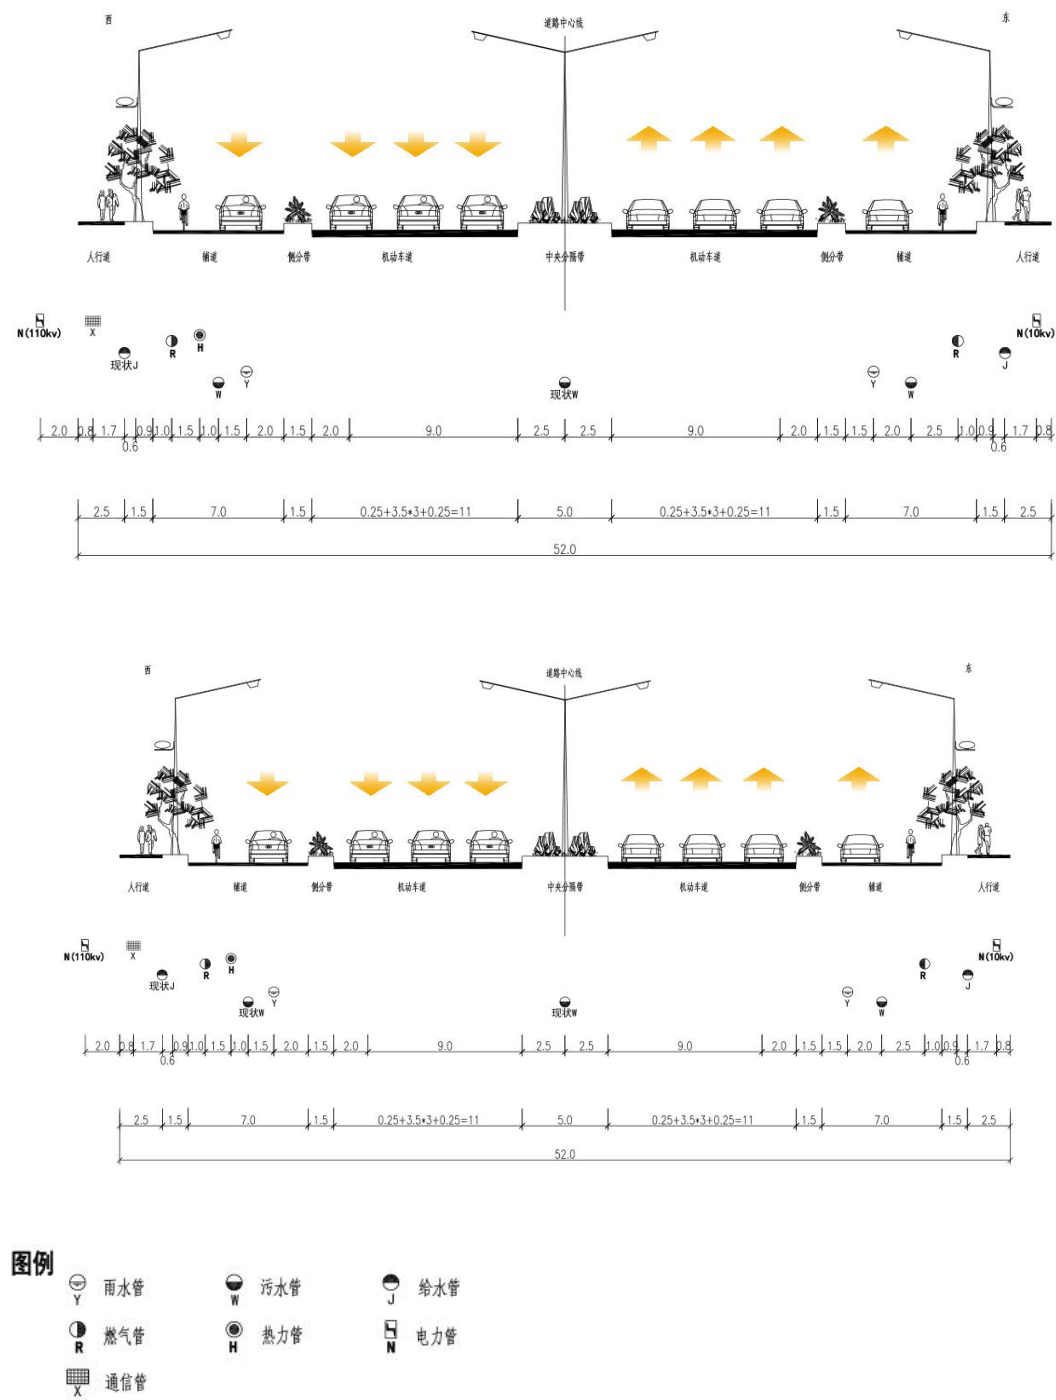 西 道路中心线 东
人行道 辅道 侧分带 机动车道 中央分隔带 机动车道 侧分带 辅道 人行道
N(110kv) X 现状J R H W Y 现状W Y W R J N(10kv)
2.0 0.8 1.7 0.6 0.9 1.0 1.5 1.0 1.5 2.0 1.5 2.0 9.0 2.5 2.5 9.0 2.0 1.5 1.5 2.0 2.5 1.0 0.9 0.6 1.7 0.8
2.5 1.5 7.0 1.5 0.25+3.5*3+0.25=11 5.0 0.25+3.5*3+0.25=11 1.5 7.0 1.5 2.5
52.0
西 道路中心线 东
人行道 辅道 侧分带 机动车道 中央分隔带 机动车道 侧分带 辅道 人行道
N(110kv) X 现状J R H 现状W Y 现状W Y W R J N(10kv)
2.0 0.8 1.7 0.6 0.9 1.0 1.5 1.0 1.5 2.0 1.5 2.0 9.0 2.5 2.5 9.0 2.0 1.5 1.5 2.0 2.5 1.0 0.9 0.6 1.7 0.8
2.5 1.5 7.0 1.5 0.25+3.5*3+0.25=11 5.0 0.25+3.5*3+0.25=11 1.5 7.0 1.5 2.5
52.0
图例
Y 雨水管 W 污水管 J 给水管
R 燃气管 H 热力管 N 电力管
X 通信管